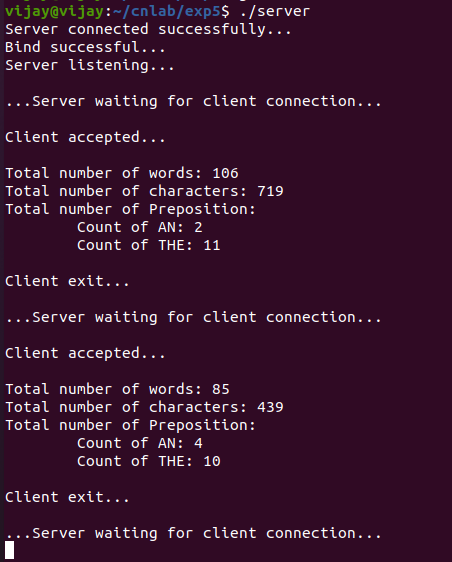 vijay@vijay:~/cnlab/exp5$ ./server
Server connected successfully...
Bind successful...
Server listening...
...Server waiting for client connection...
Client accepted...
Total number of words: 106
Total number of characters: 719
Total number of Preposition:
Count of AN: 2
Count of THE: 11
Client exit...
...Server waiting for client connection...
Client accepted...
Total number of words: 85
Total number of characters: 439
Total number of Preposition:
Count of AN: 4
Count of THE: 10
Client exit...
...Server waiting for client connection...